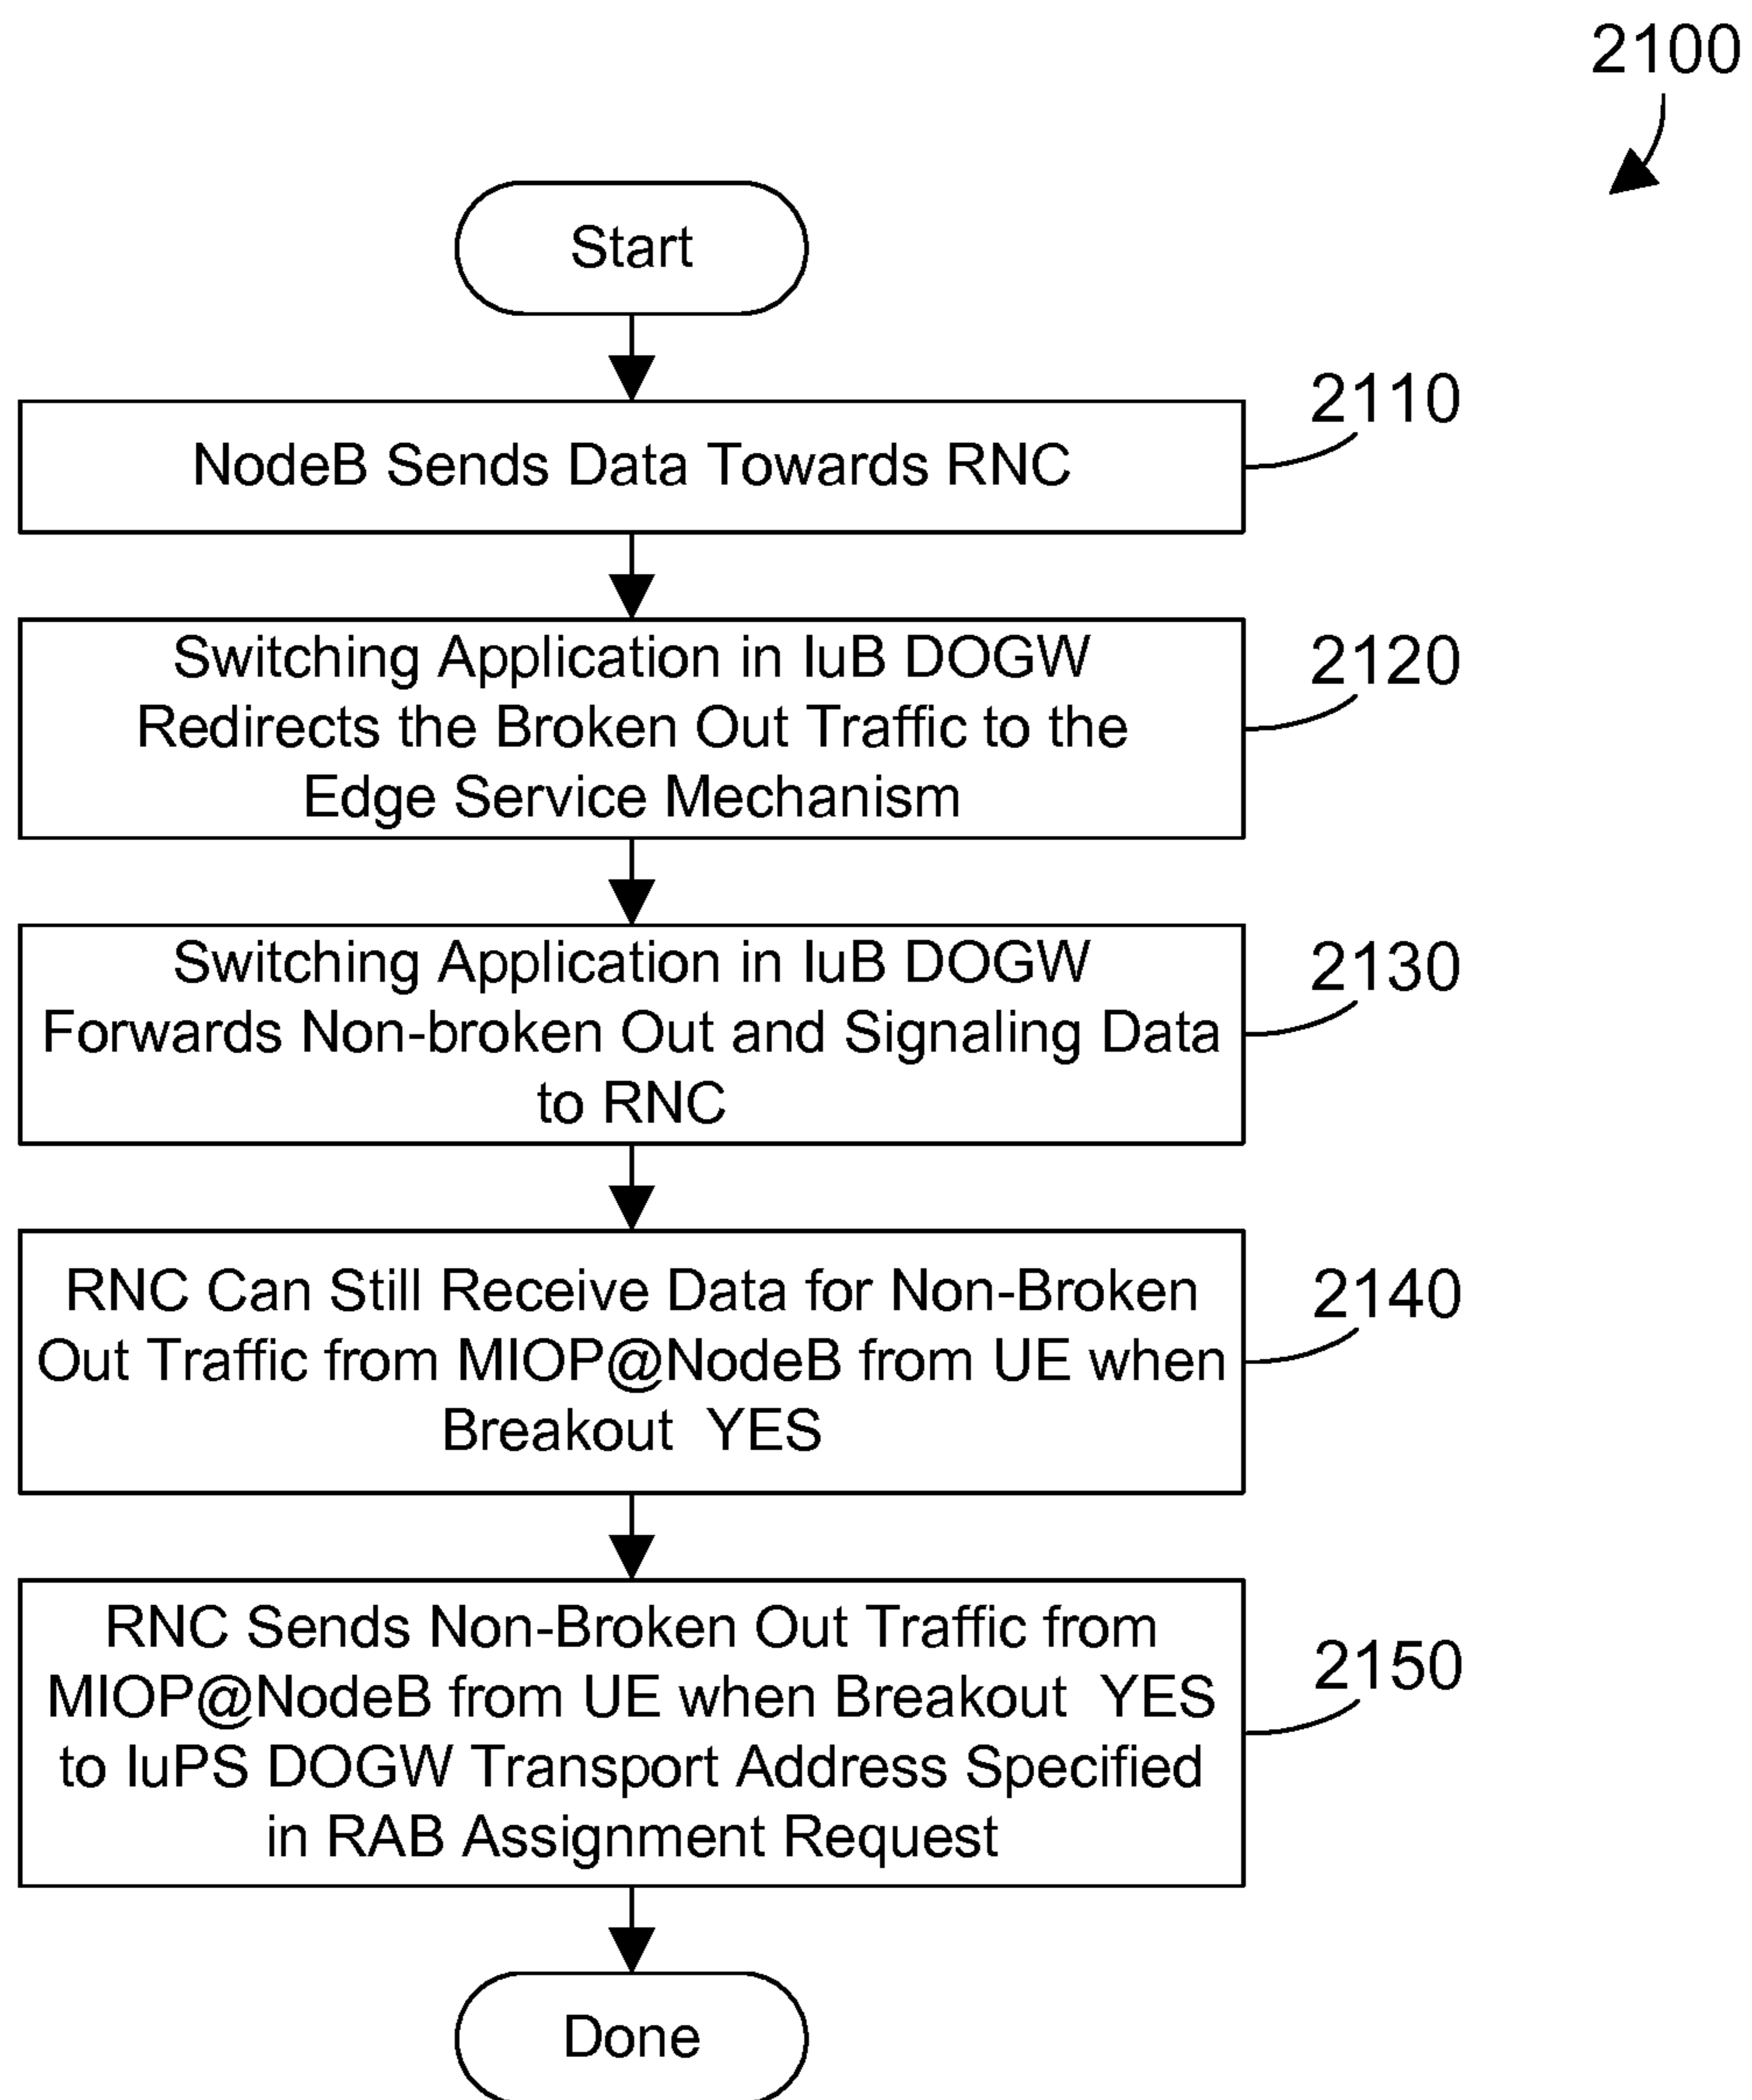 2100
Start
2110
NodeB Sends Data Towards RNC
2120
Switching Application in IuB DOGW
Redirects the Broken Out Traffic to the
Edge Service Mechanism
2130
Switching Application in IuB DOGW
Forwards Non-broken Out and Signaling Data
to RNC
2140
RNC Can Still Receive Data for Non-Broken
Out Traffic from MIOP@NodeB from UE when
Breakout YES
2150
RNC Sends Non-Broken Out Traffic from
MIOP@NodeB from UE when Breakout YES
to IuPS DOGW Transport Address Specified
in RAB Assignment Request
Done